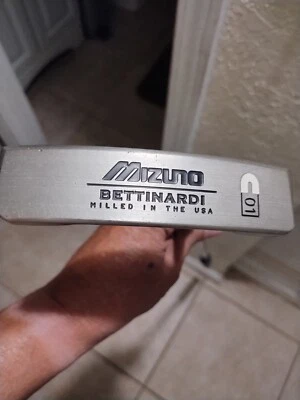 MIZUNO
BETTINARDI
MILLED IN THE USA
C
01